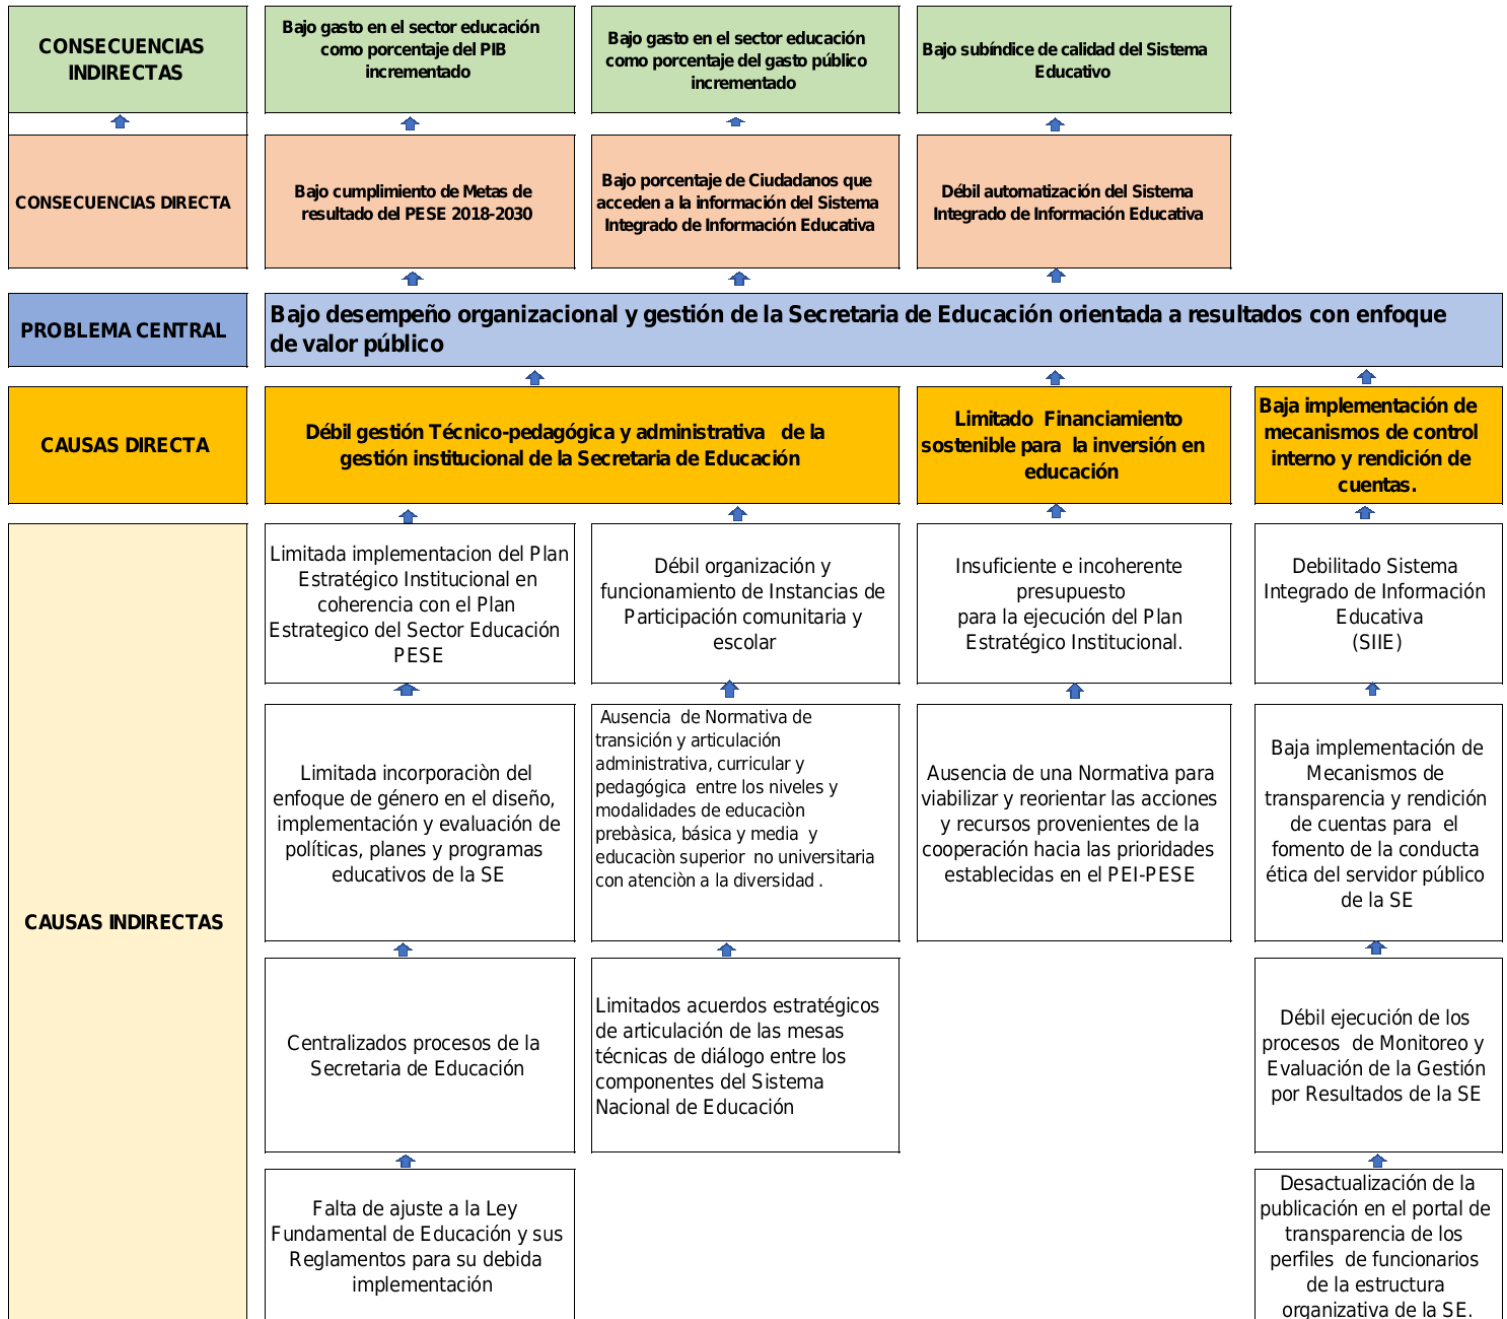 CONSECUENCIAS
INDIRECTAS
Bajo gasto en el sector educación
como porcentaje del PIB
incrementado
Bajo gasto en el sector educación
como porcentaje del gasto público
incrementado
Bajo subíndice de calidad del Sistema
Educativo
CONSECUENCIAS DIRECTA
Bajo cumplimiento de Metas de
resultado del PESE 2018-2030
Bajo porcentaje de Ciudadanos que
acceden a la información del Sistema
Integrado de Información Educativa
Débil automatización del Sistema
Integrado de Información Educativa
PROBLEMA CENTRAL
Bajo desempeño organizacional y gestión de la Secretaria de Educación orientada a resultados con enfoque
de valor público
CAUSAS DIRECTA
Débil gestión Técnico-pedagógica y administrativa de la
gestión institucional de la Secretaria de Educación
Limitado Financiamiento
sostenible para la inversión en
educación
Baja implementación de
mecanismos de control
interno y rendición de
cuentas.
CAUSAS INDIRECTAS
Limitada implementacion del Plan
Estratégico Institucional en
coherencia con el Plan
Estrategico del Sector Educación
PESE
Débil organización y
funcionamiento de Instancias de
Participación comunitaria y
escolar
Insuficiente e incoherente
presupuesto
para la ejecución del Plan
Estratégico Institucional.
Debilitado Sistema
Integrado de Información
Educativa
(SIIE)
Limitada incorporaciòn del
enfoque de género en el diseño,
implementación y evaluación de
políticas, planes y programas
educativos de la SE
Ausencia de Normativa de
transición y articulación
administrativa, curricular y
pedagógica entre los niveles y
modalidades de educaciòn
prebàsica, básica y media y
educaciòn superior no universitaria
con atenciòn a la diversidad .
Ausencia de una Normativa para
viabilizar y reorientar las acciones
y recursos provenientes de la
cooperación hacia las prioridades
establecidas en el PEI-PESE
Baja implementación de
Mecanismos de
transparencia y rendición
de cuentas para el
fomento de la conducta
ética del servidor público
de la SE
Centralizados procesos de la
Secretaria de Educación
Limitados acuerdos estratégicos
de articulación de las mesas
técnicas de diálogo entre los
componentes del Sistema
Nacional de Educación
Débil ejecución de los
procesos de Monitoreo y
Evaluación de la Gestión
por Resultados de la SE
Falta de ajuste a la Ley
Fundamental de Educación y sus
Reglamentos para su debida
implementación
Desactualización de la
publicación en el portal de
transparencia de los
perfiles de funcionarios
de la estructura
organizativa de la SE.